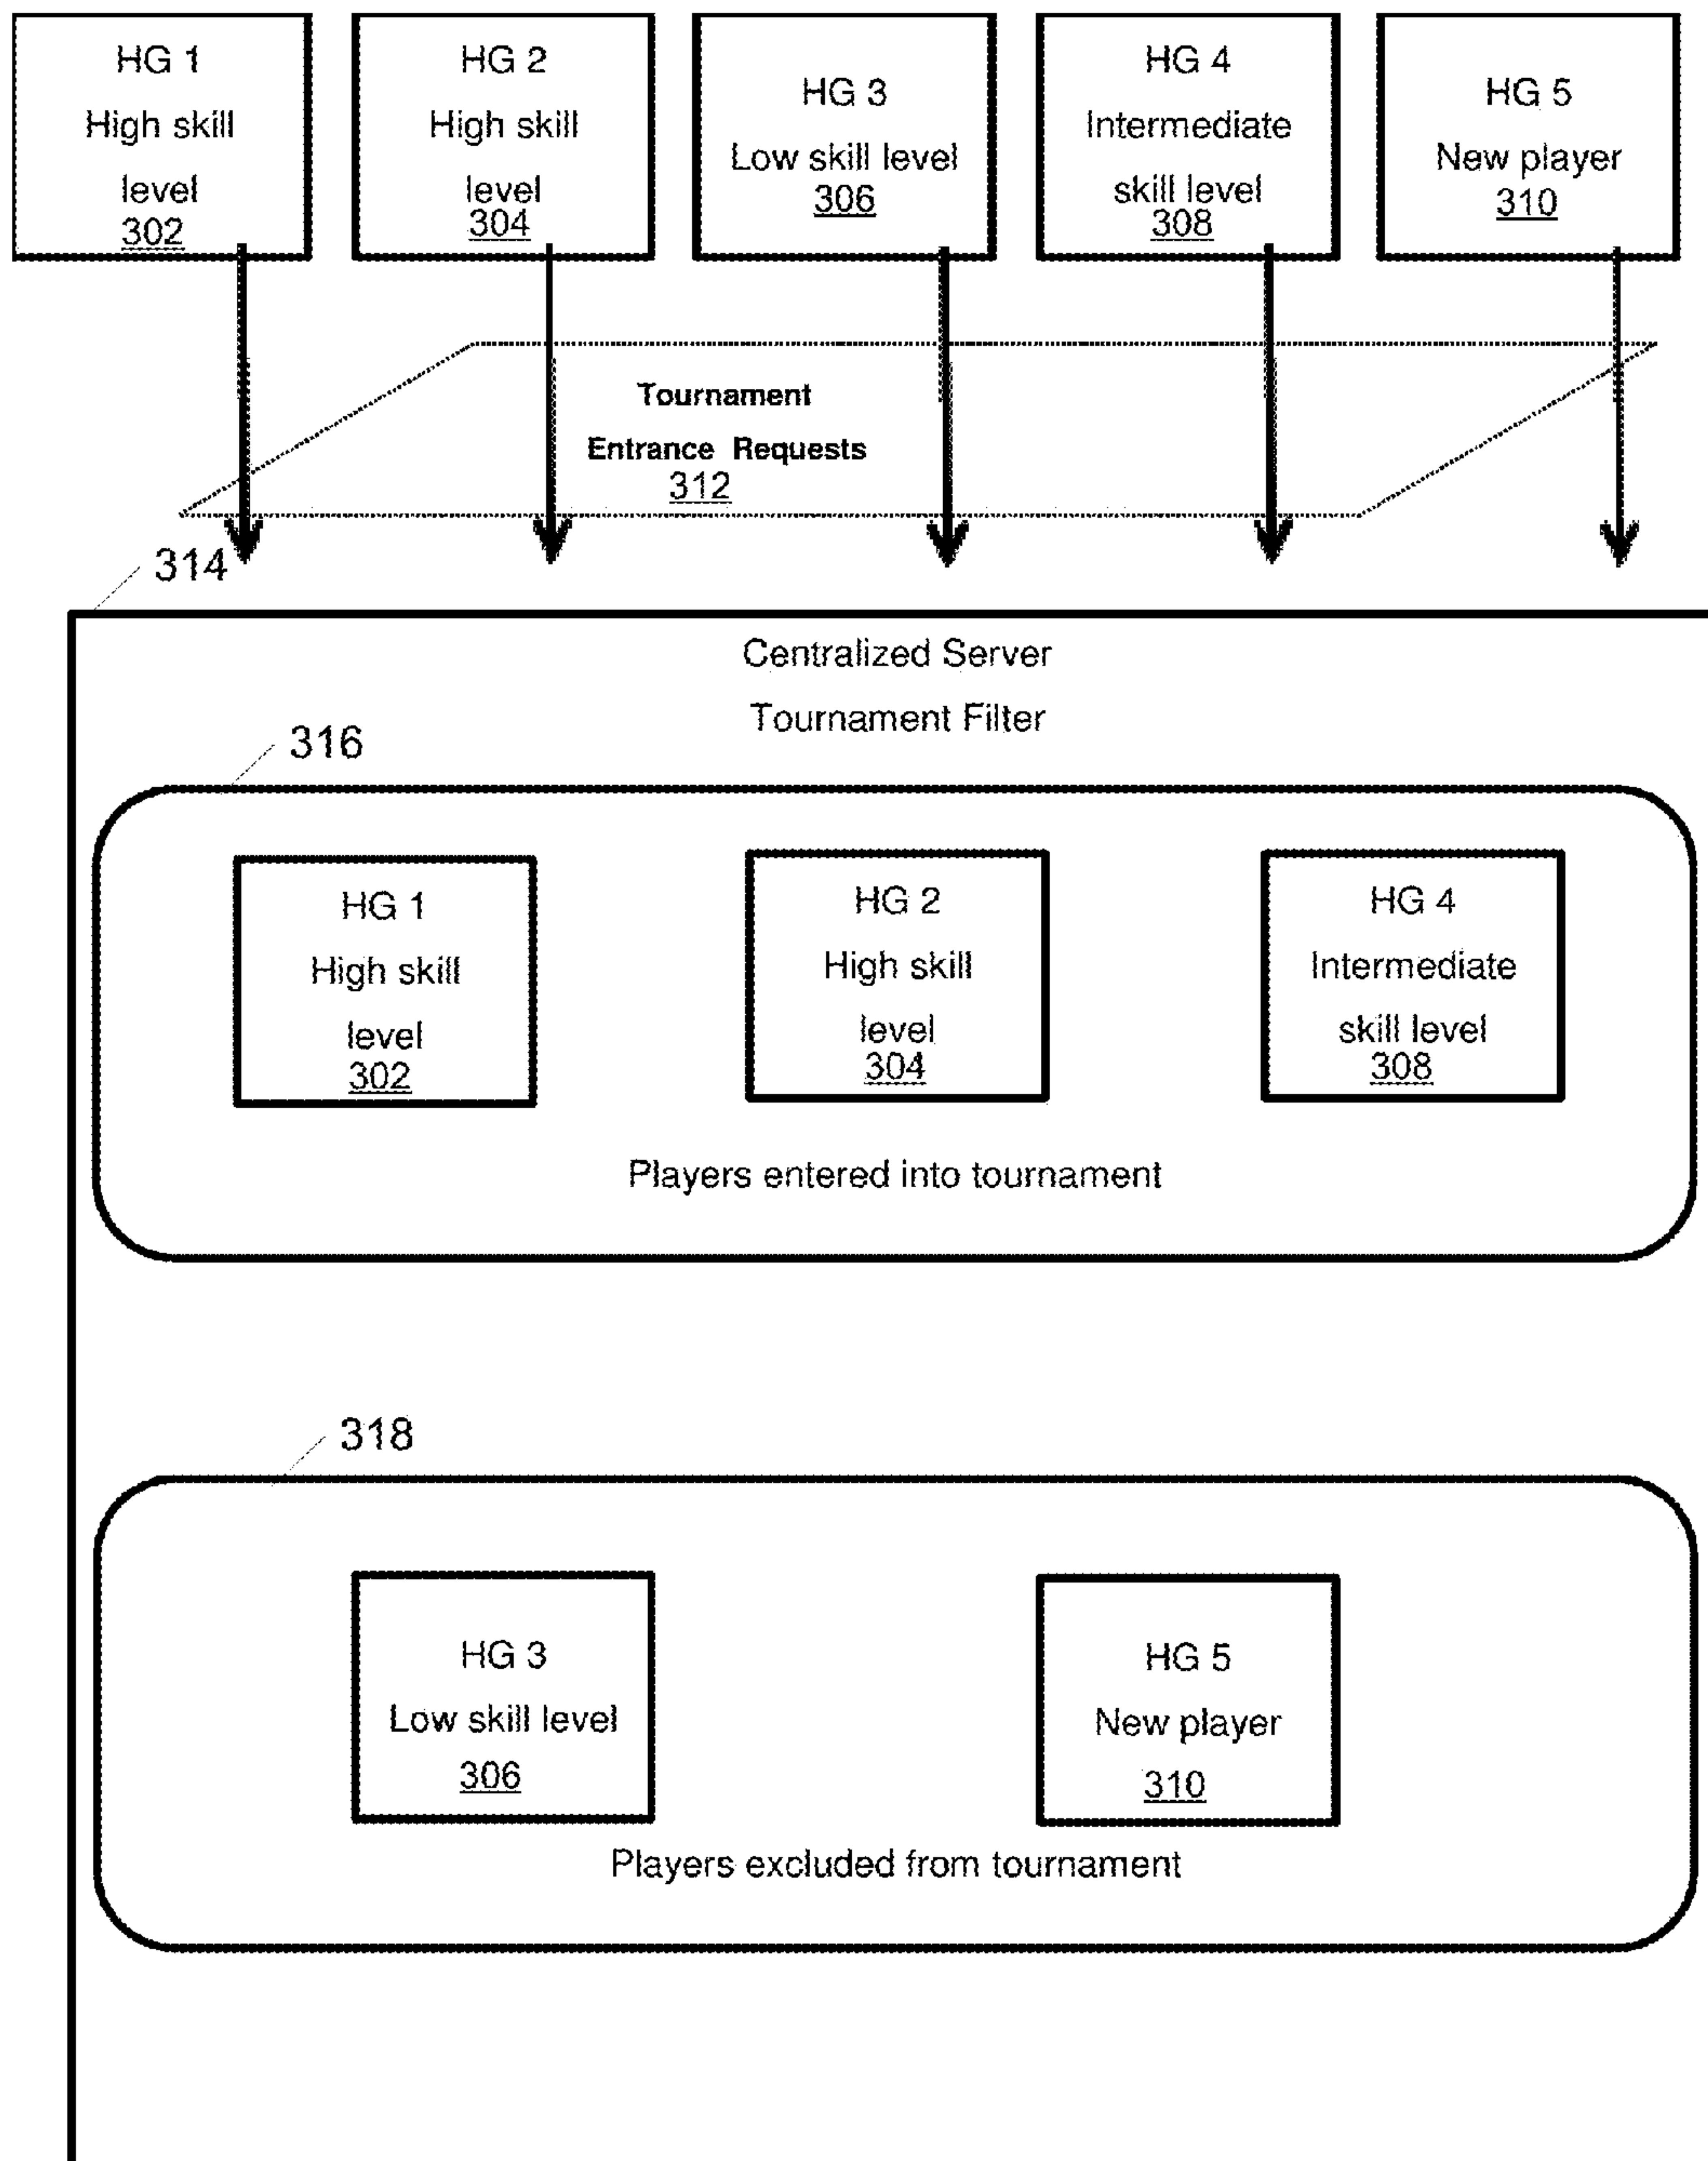 HG 1
High skill
level
302
HG 2
High skill
level
304
HG 3
Low skill level
306
HG 4
Intermediate
skill level
308
HG 5
New player
310
Tournament
Entrance Requests
312
314
Centralized Server
Tournament Filter
316
HG 1
High skill
level
302
HG 2
High skill
level
304
HG 4
Intermediate
skill level
308
Players entered into tournament
318
HG 3
Low skill level
306
HG 5
New player
310
Players excluded from tournament